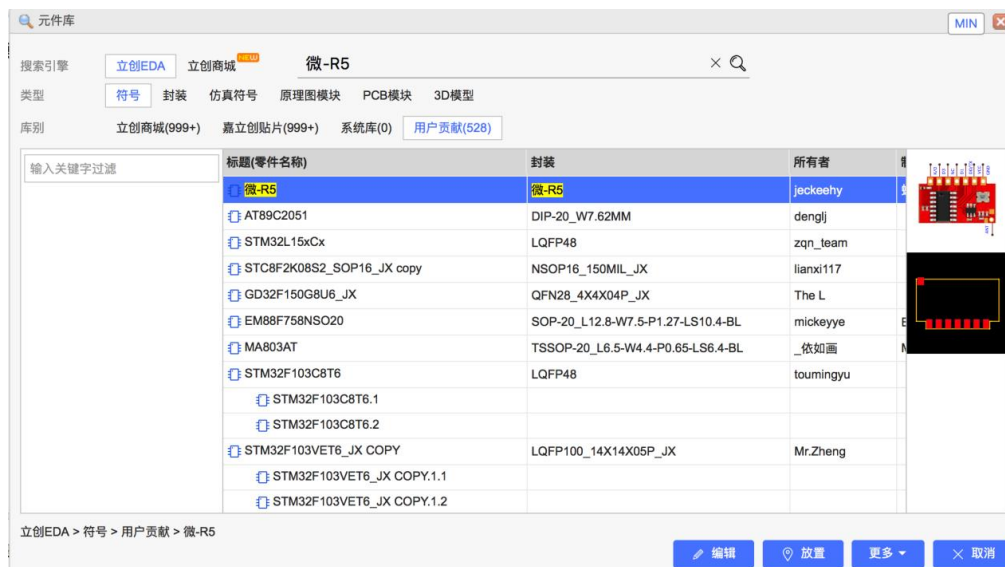 元件库
MIN
搜索引擎 立创EDA 立创商城 NEW 微-R5
类型 符号 封装 仿真符号 原理图模块 PCB模块 3D模型
库别 立创商城(999+) 嘉立创贴片(999+) 系统库(0) 用户贡献(528)
输入关键字过滤
标题(零件名称) 封装 所有者
微-R5 微-R5 jeckeehy
AT89C2051 DIP-20_W7.62MM denglj
STM32L15xCx LQFP48 zqn_team
STC8F2K08S2_SOP16_JX copy NSOP16_150MIL_JX lianxi117
GD32F150G8U6_JX QFN28_4X4X04P_JX The L
EM88F758NSO20 SOP-20_L12.8-W7.5-P1.27-LS10.4-BL mickeyye
MA803AT TSSOP-20_L6.5-W4.4-P0.65-LS6.4-BL _依如画
STM32F103C8T6 LQFP48 toumingyu
STM32F103C8T6.1
STM32F103C8T6.2
STM32F103VET6_JX COPY LQFP100_14X14X05P_JX Mr.Zheng
STM32F103VET6_JX COPY.1.1
STM32F103VET6_JX COPY.1.2
立创EDA > 符号 > 用户贡献 > 微-R5
编辑 放置 更多 取消